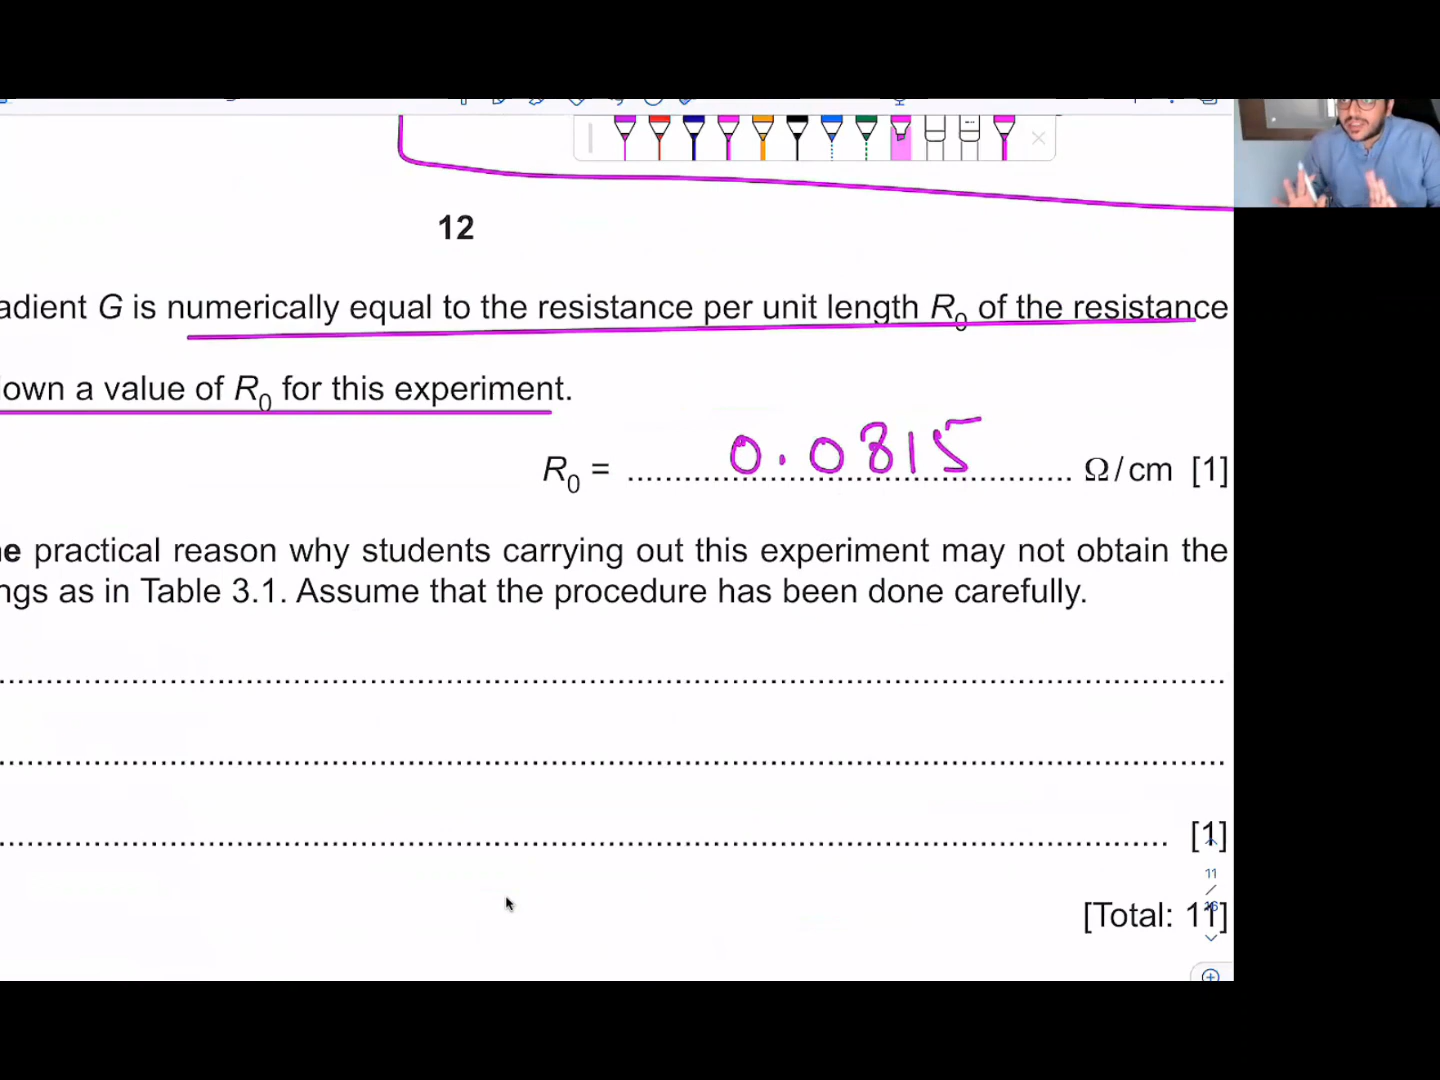 12
adient G is numerically equal to the resistance per unit length R0 of the resistance
own a value of R0 for this experiment.
R0 = 0.0815 Ω/cm [1]
e practical reason why students carrying out this experiment may not obtain the
ngs as in Table 3.1. Assume that the procedure has been done carefully.
[1]
11
/
16
[Total: 11]